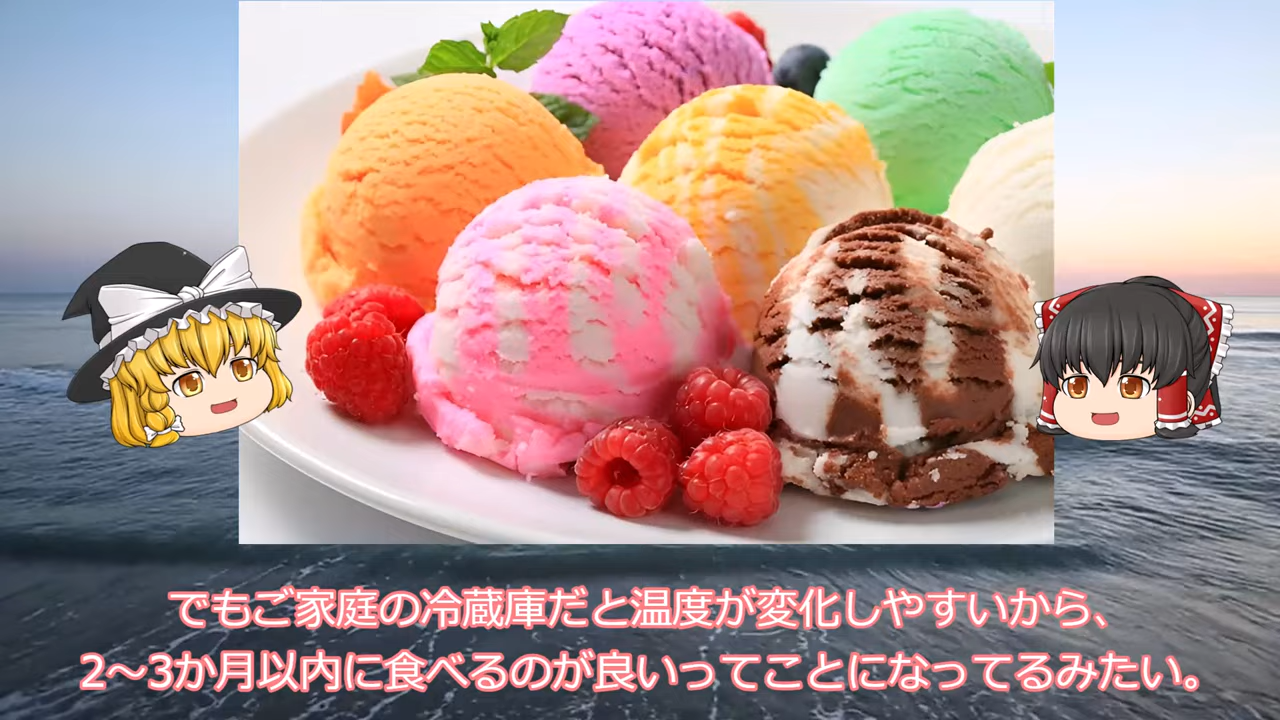 でもご家庭の冷蔵庫だと温度が変化しやすいから、
2～3か月以内に食べるのが良いってことになってるみたい。